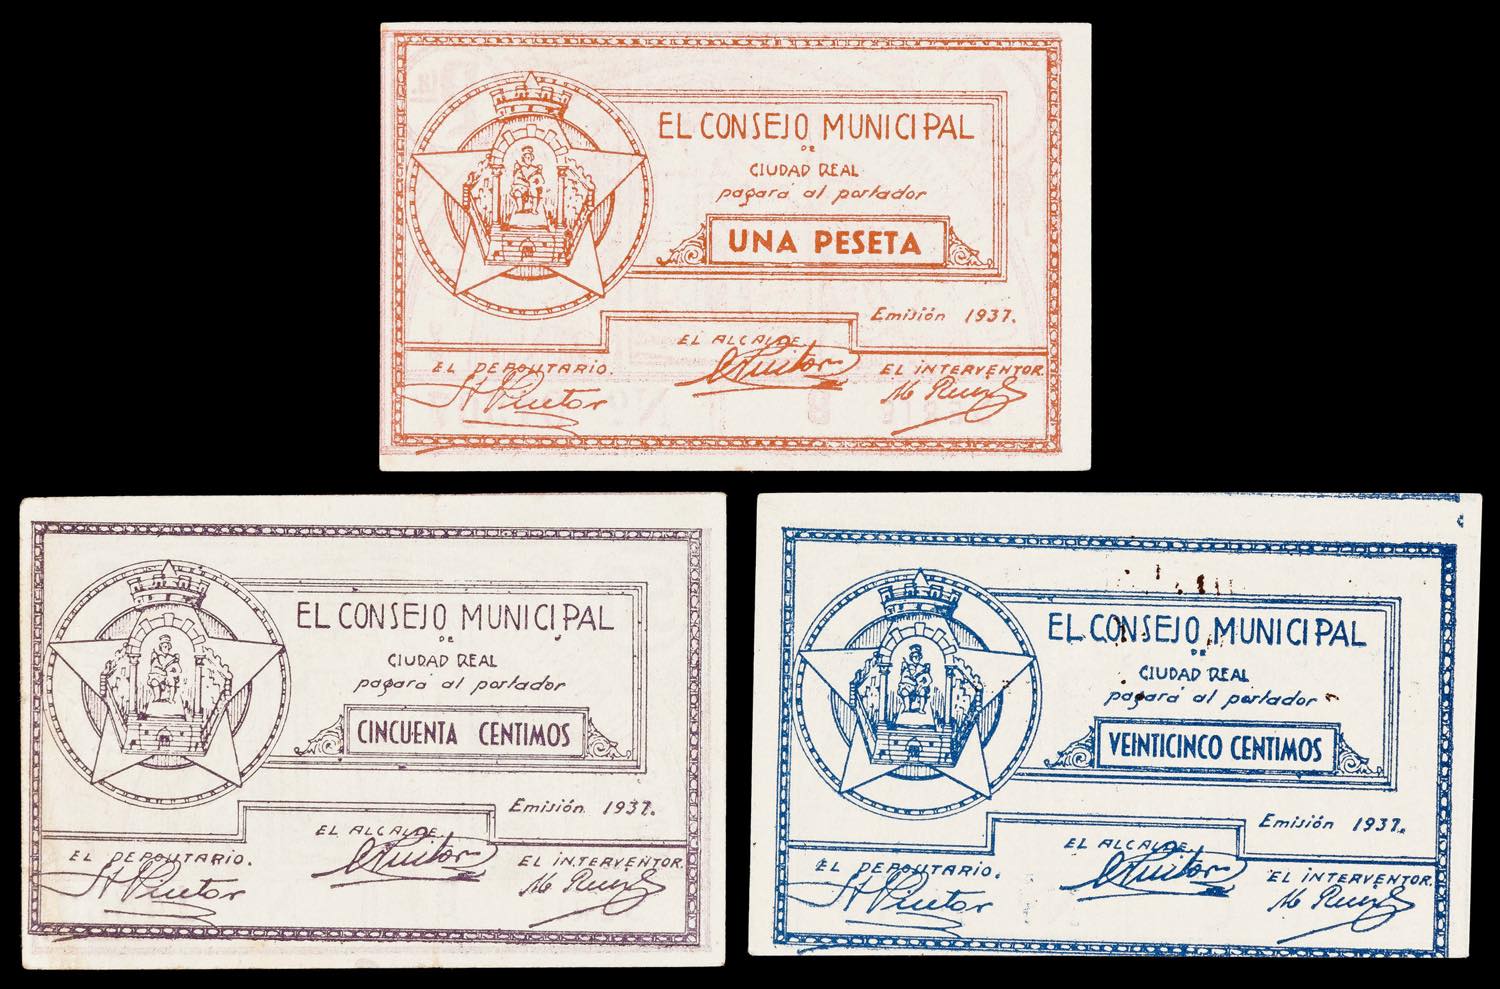 EL CONSEJO MUNICIPAL
DE
CIUDAD REAL
pagará al portador
UNA PESETA
Emisión 1937.
EL ALCALDE
EL DEPOSITARIO.
EL INTERVENTOR.
EL CONSEJO MUNICIPAL
DE
CIUDAD REAL
pagará al portador
CINCUENTA CENTIMOS
Emisión 1937.
EL ALCALDE
EL DEPOSITARIO.
EL INTERVENTOR.
EL CONSEJO MUNICIPAL
DE
CIUDAD REAL
pagará al portador
VEINTICINCO CENTIMOS
Emisión 1937.
EL ALCALDE
EL DEPOSITARIO.
EL INTERVENTOR.